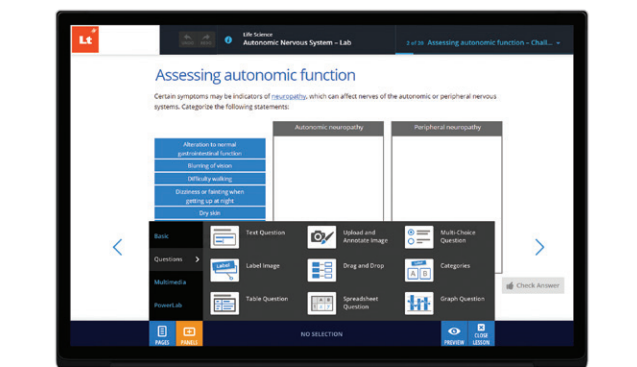 Lt
Life Science
Autonomic Nervous System – Lab
2 of 30 Assessing autonomic function – Chall...
Assessing autonomic function
Certain symptoms may be indicators of neuropathy, which can affect nerves of the autonomic or peripheral nervous
systems. Categorize the following statements:
Autonomic neuropathy
Peripheral neuropathy
Alteration to normal
gastrointestinal function
Blurring of vision
Difficulty walking
Dizziness or fainting when
getting up at night
Dry skin
Basic
Questions
Multimedia
PowerLab
Text Question
Upload and
Annotate Image
Multi-Choice
Question
Label
Label Image
Drag and Drop
A B
Categories
Table Question
Spreadsheet
Question
Graph Question
Check Answer
PAGES
PANELS
NO SELECTION
PREVIEW
CLOSE
LESSON